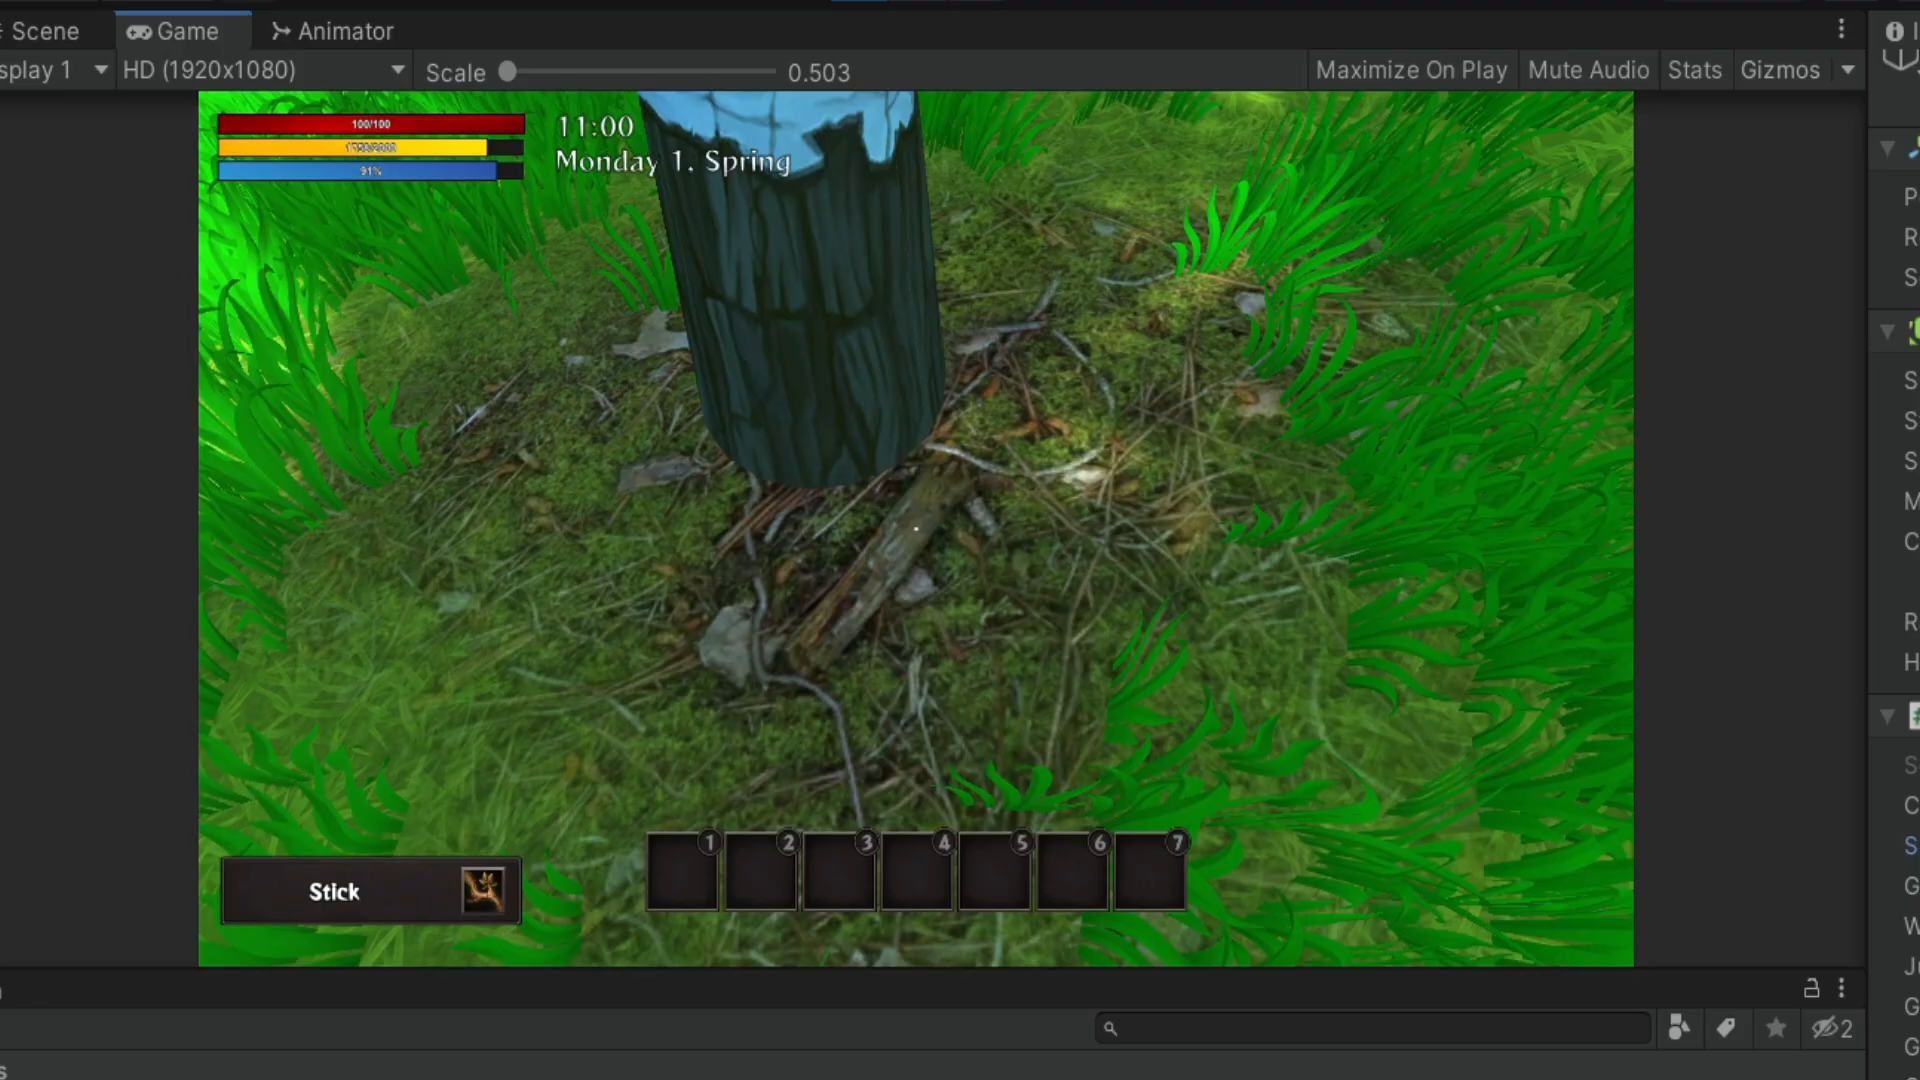 Scene
Game
Animator
splay 1
HD (1920x1080)
Scale
0.503
Maximize On Play
Mute Audio
Stats
Gizmos
100/100
91%
11:00
Monday 1. Spring
1
2
3
4
5
6
7
Stick
2